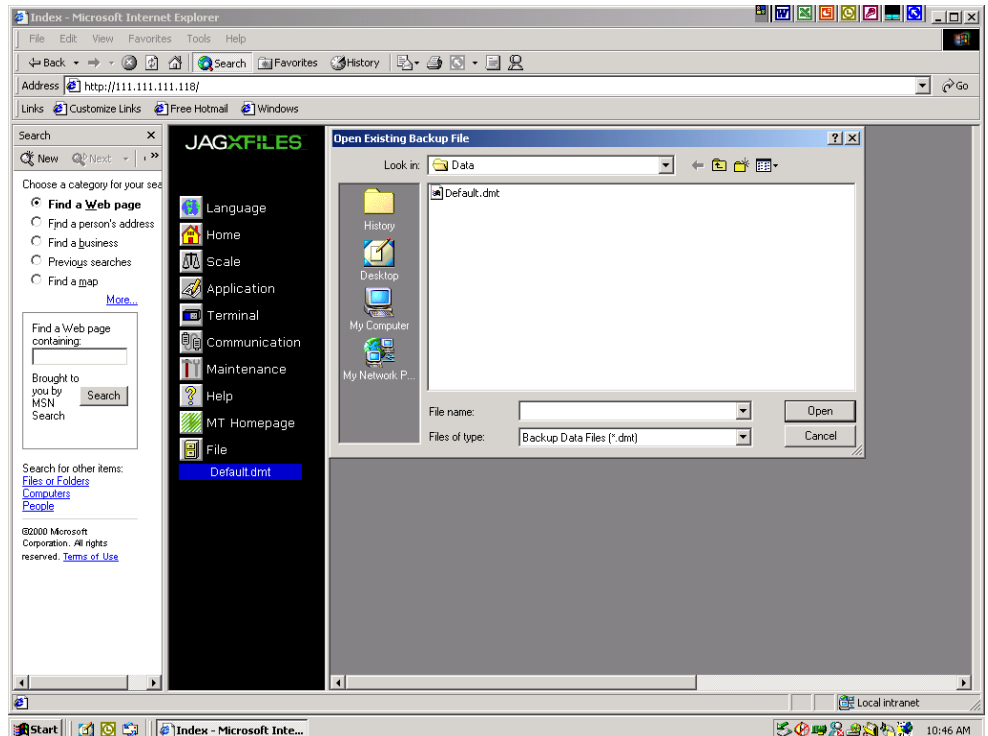 Index - Microsoft Internet Explorer
File Edit View Favorites Tools Help
Back Search Favorites History
Address http://111.111.111.118/ Go
Links Customize Links Free Hotmail Windows
Search
New Next
Choose a category for your sea
Find a Web page
Find a person's address
Find a business
Previous searches
Find a map
More...
Find a Web page
containing:
Brought to
you by
MSN
Search
Search
Search for other items:
Files or Folders
Computers
People
©2000 Microsoft
Corporation. All rights
reserved. Terms of Use
JAGXFILES
Language
Home
Scale
Application
Terminal
Communication
Maintenance
Help
MT Homepage
File
Default.dmt
Open Existing Backup File
Look in: Data
Default.dmt
History
Desktop
My Computer
My Network P...
File name:
Open
Files of type: Backup Data Files (*.dmt)
Cancel
Local intranet
Start Index - Microsoft Inte... 10:46 AM